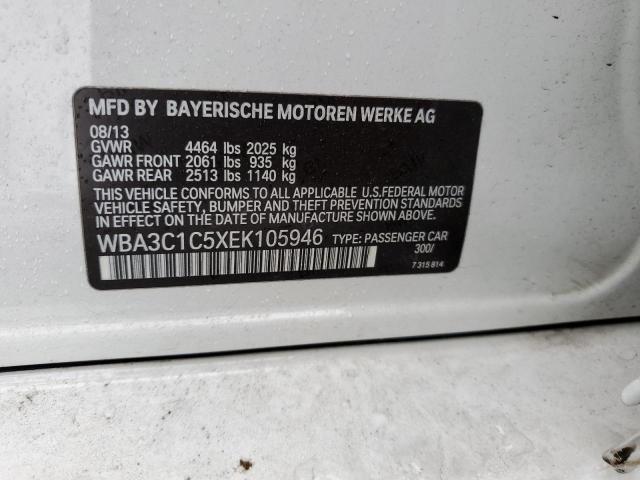 MFD BY BAYERISCHE MOTOREN WERKE AG
08/13
GVWR 4464 lbs 2025 kg
GAWR FRONT 2061 lbs 935 kg
GAWR REAR 2513 lbs 1140 kg
THIS VEHICLE CONFORMS TO ALL APPLICABLE U.S.FEDERAL MOTOR
VEHICLE SAFETY, BUMPER AND THEFT PREVENTION
STANDARDS IN EFFECT ON THE DATE OF MANUFACTURE SHOWN ABOVE.
WBA3C1C5XEK105946 TYPE: PASSENGER CAR
300/
7 315 814